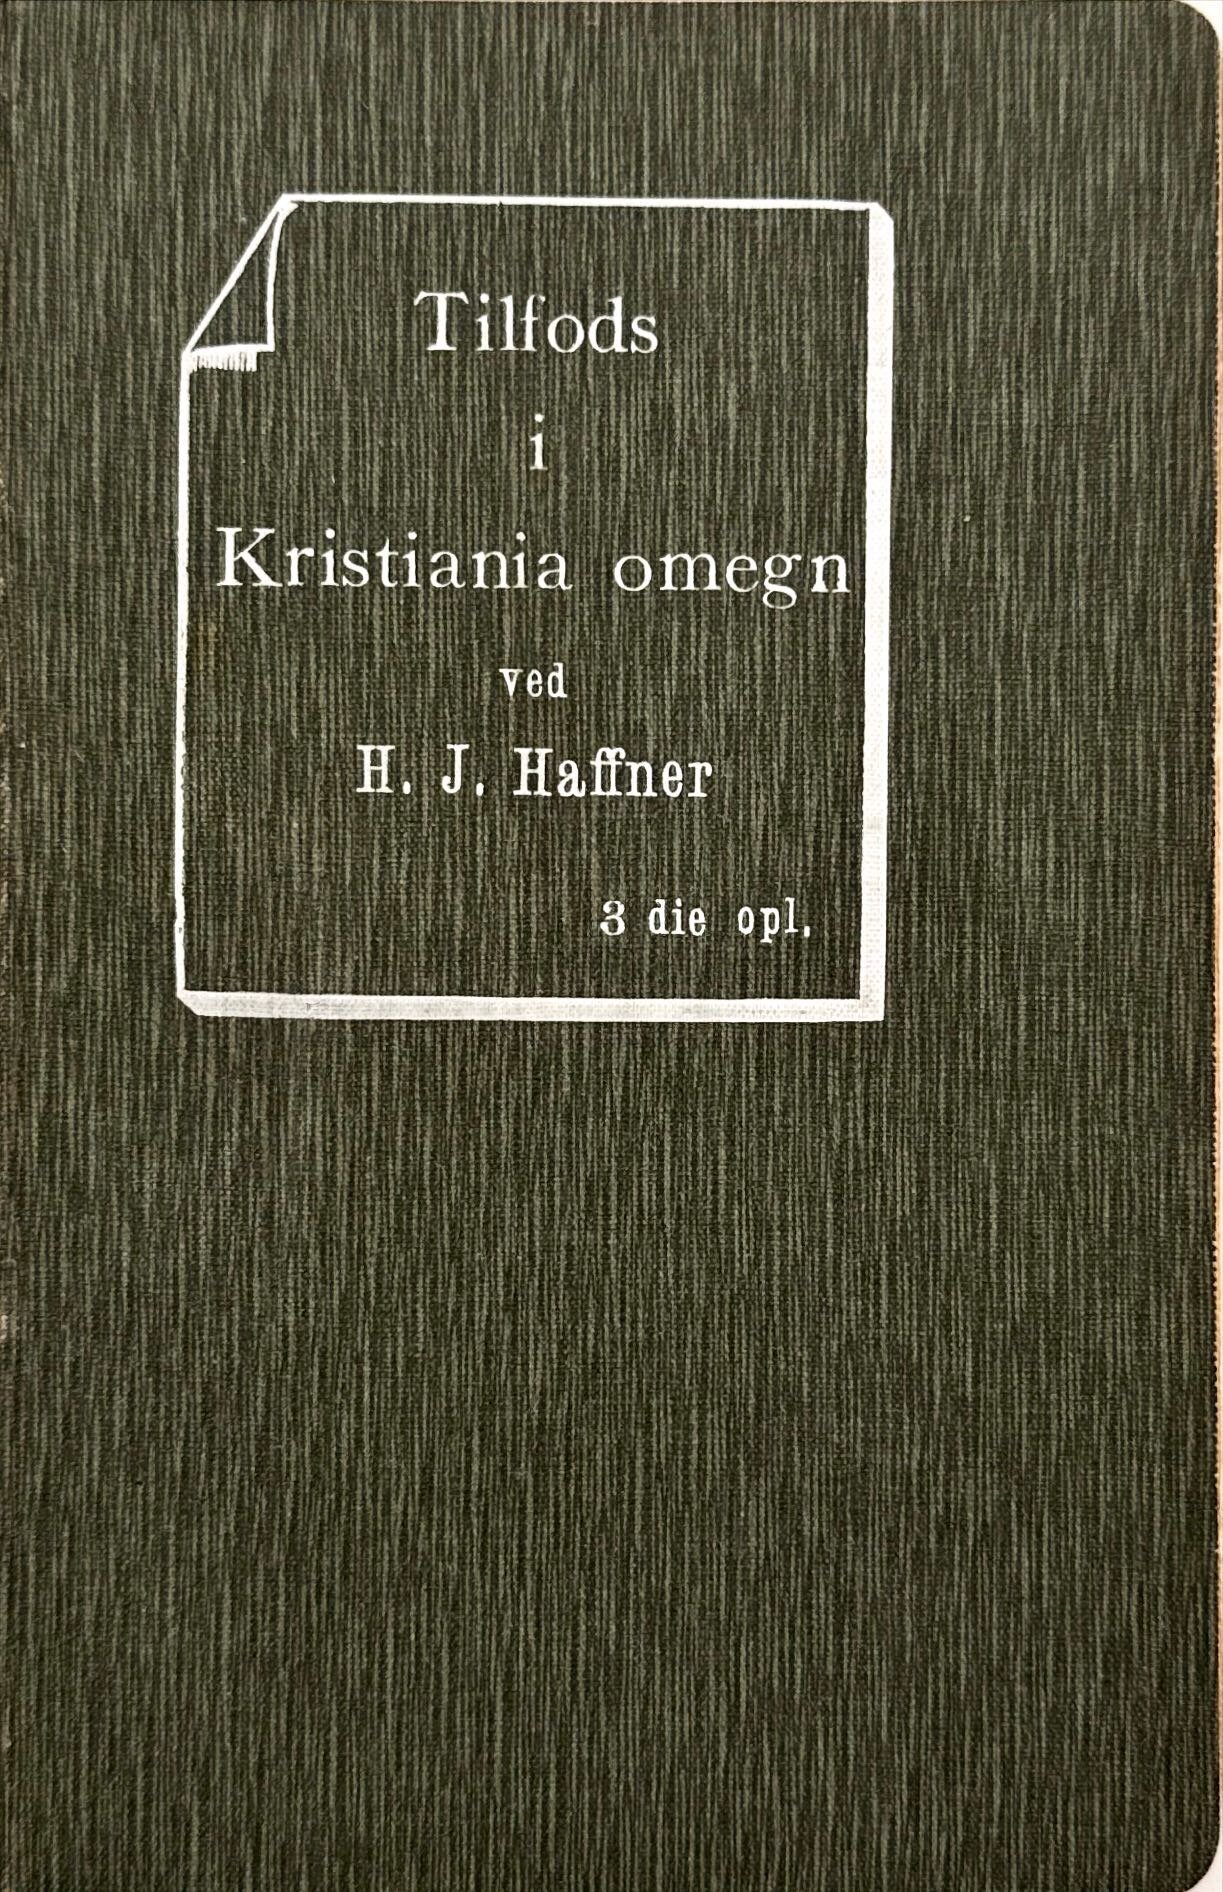 Tilfods
i
Kristiania omegn
ved
H. J. Haffner
3 die opl.